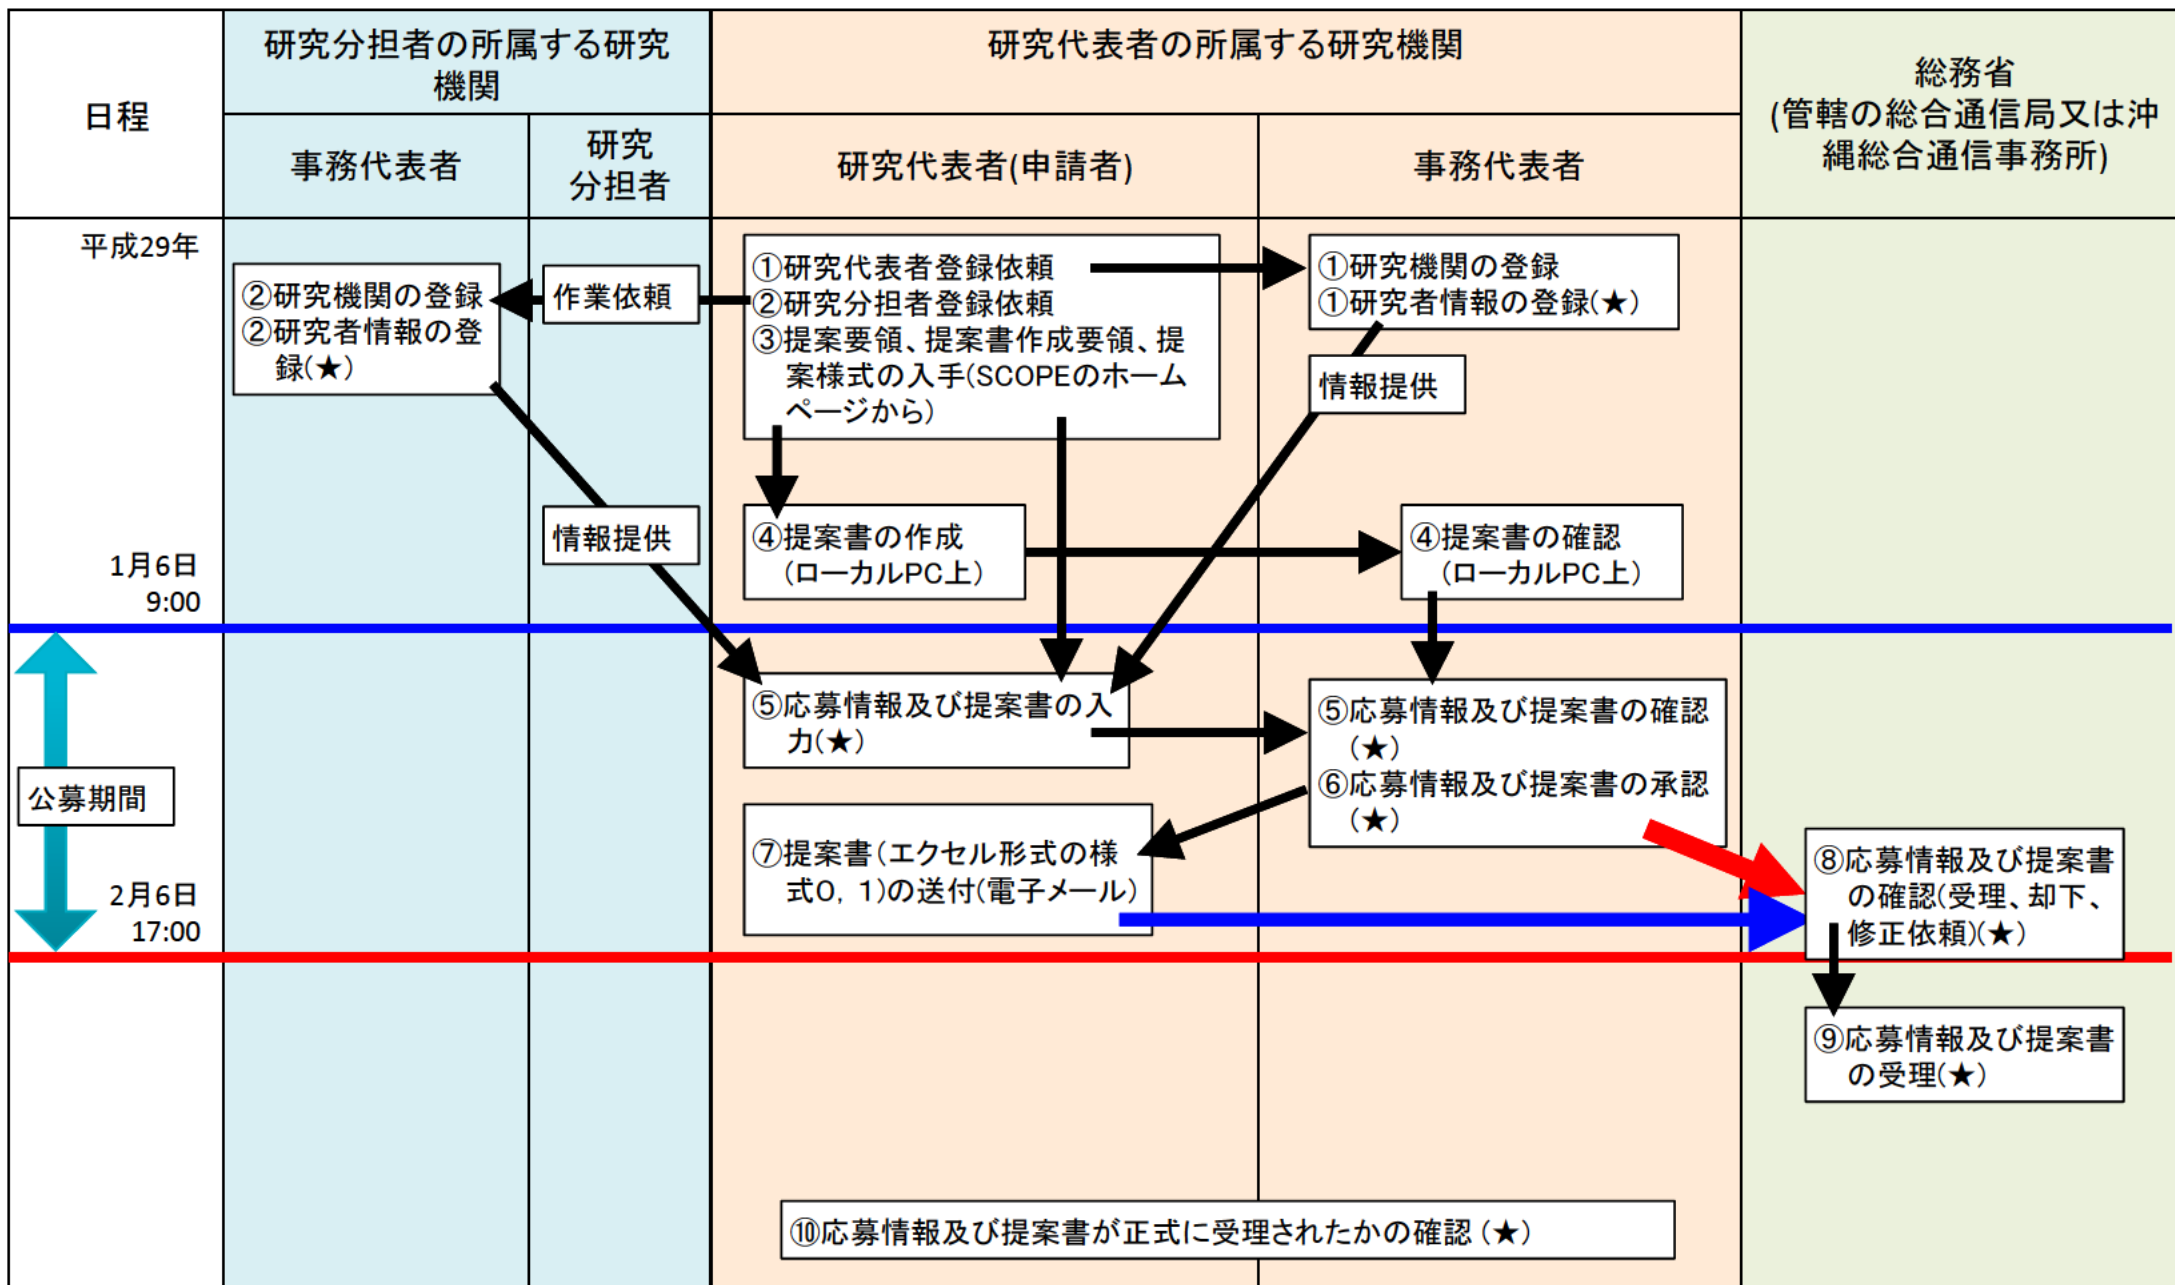 日程
研究分担者の所属する研究
機関
研究代表者の所属する研究機関
総務省
(管轄の総合通信局又は沖
縄総合通信事務所)
事務代表者
研究
分担者
研究代表者(申請者)
事務代表者
平成29年
②研究機関の登録
②研究者情報の登
録(★)
作業依頼
①研究代表者登録依頼
②研究分担者登録依頼
③提案要領、提案書作成要領、提
案様式の入手(SCOPEのホーム
ページから)
①研究機関の登録
①研究者情報の登録(★)
情報提供
情報提供
④提案書の作成
(ローカルPC上)
④提案書の確認
(ローカルPC上)
1月6日
9:00
⑤応募情報及び提案書の入
力(★)
⑤応募情報及び提案書の確認
(★)
⑥応募情報及び提案書の承認
(★)
公募期間
⑦提案書(エクセル形式の様
式0, 1)の送付(電子メール)
2月6日
17:00
⑧応募情報及び提案書
の確認(受理、却下、
修正依頼)(★)
⑨応募情報及び提案書
の受理(★)
⑩応募情報及び提案書が正式に受理されたかの確認 (★)